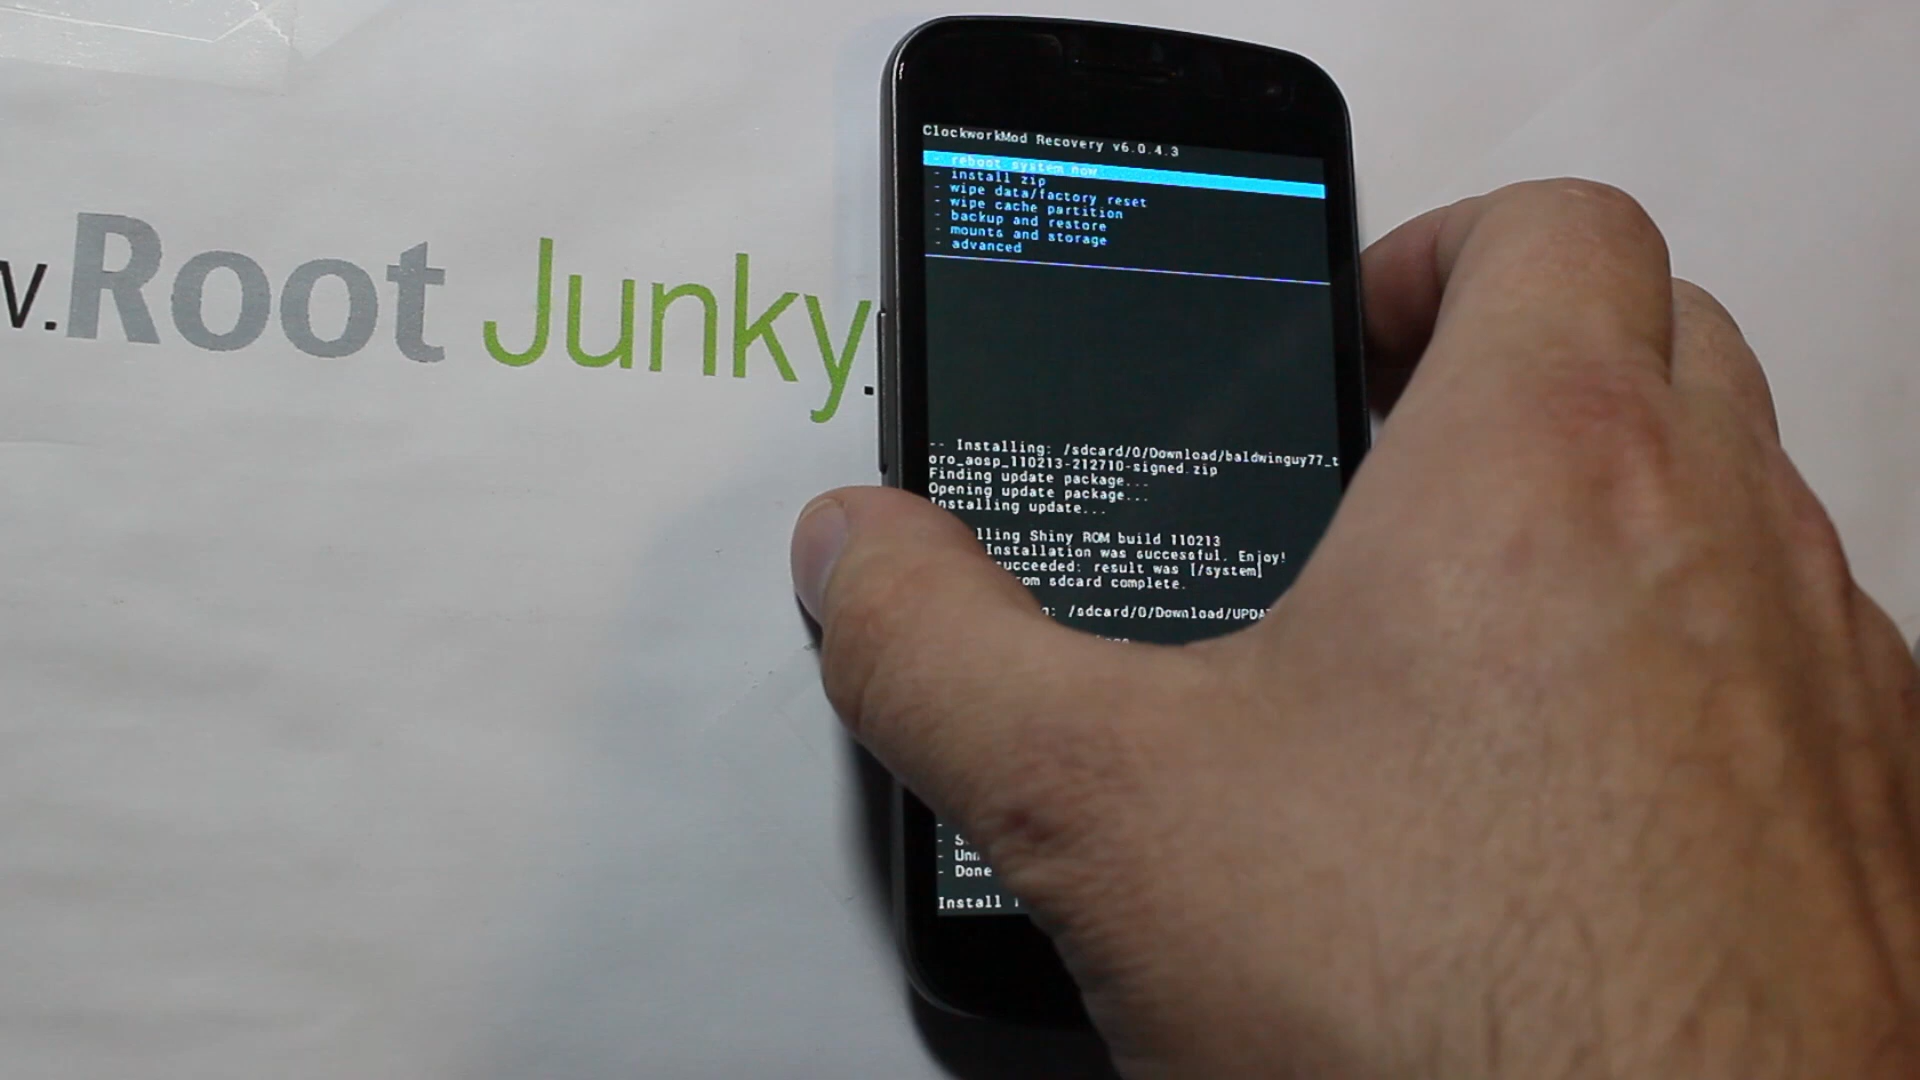 .Root Junky.
ClockworkMod Recovery v6.0.4.3
- reboot system now
- install zip
- wipe data/factory reset
- wipe cache partition
- backup and restore
- mounts and storage
- advanced
-- Installing: /sdcard/0/Download/baldwinguy77_t
oro_aosp_110213-212710-signed.zip
Finding update package...
Opening update package...
Installing update...
lling Shiny ROM build 110213
Installation was successful. Enjoy!
ucceeded: result was [/system]
om sdcard complete.
: /sdcard/0/Download/UPDA
-
- S
- Un
- Done
Install